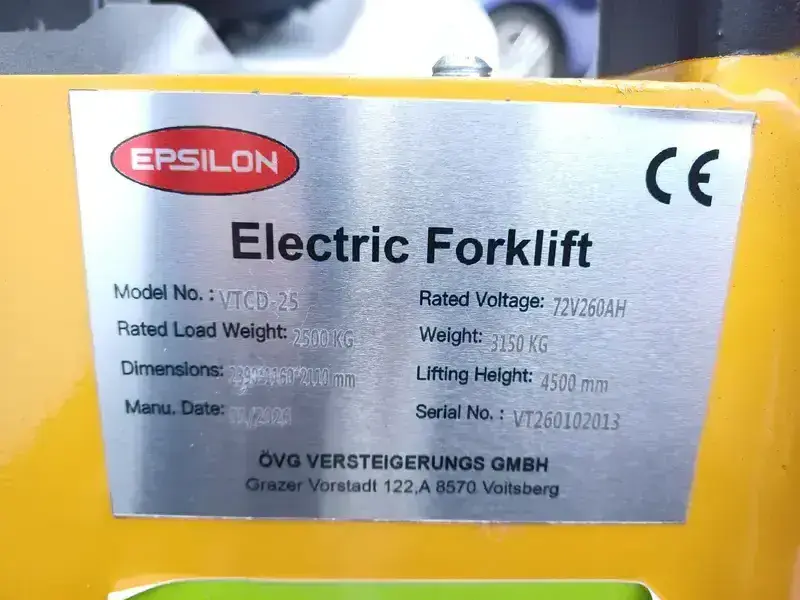 EPSILON
CE
Electric Forklift
Model No. : VTCD-25
Rated Voltage: 72V260AH
Rated Load Weight: 2500 KG
Weight: 3150 KG
Dimensions: mm
Lifting Height: 4500 mm
Manu. Date:
Serial No. : VT260102013
ÖVG VERSTEIGERUNGS GMBH
Grazer Vorstadt 122,A 8570 Voitsberg